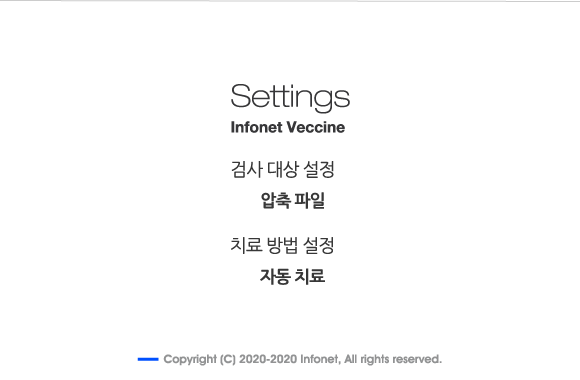 Settings
Infonet Veccine
검사 대상 설정
압축 파일
치료 방법 설정
자동 치료
Copyright (C) 2020-2020 Infonet, All rights reserved.